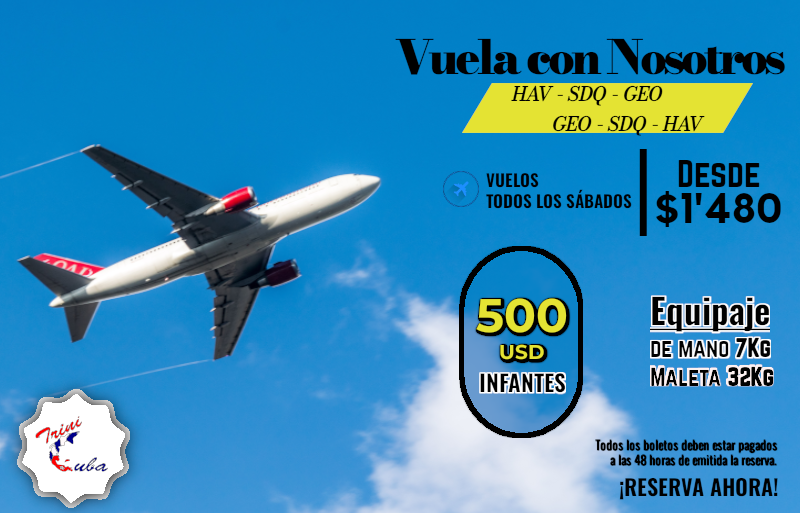 Vuela con Nosotros
HAV - SDQ - GEO
GEO - SDQ - HAV
VUELOS
TODOS LOS SÁBADOS
DESDE
$1'480
500
USD
INFANTES
Equipaje
DE MANO 7KG
MALETA 32KG
Todos los boletos deben estar pagados
a las 48 horas de emitida la reserva.
¡RESERVA AHORA!
Trini
Cuba